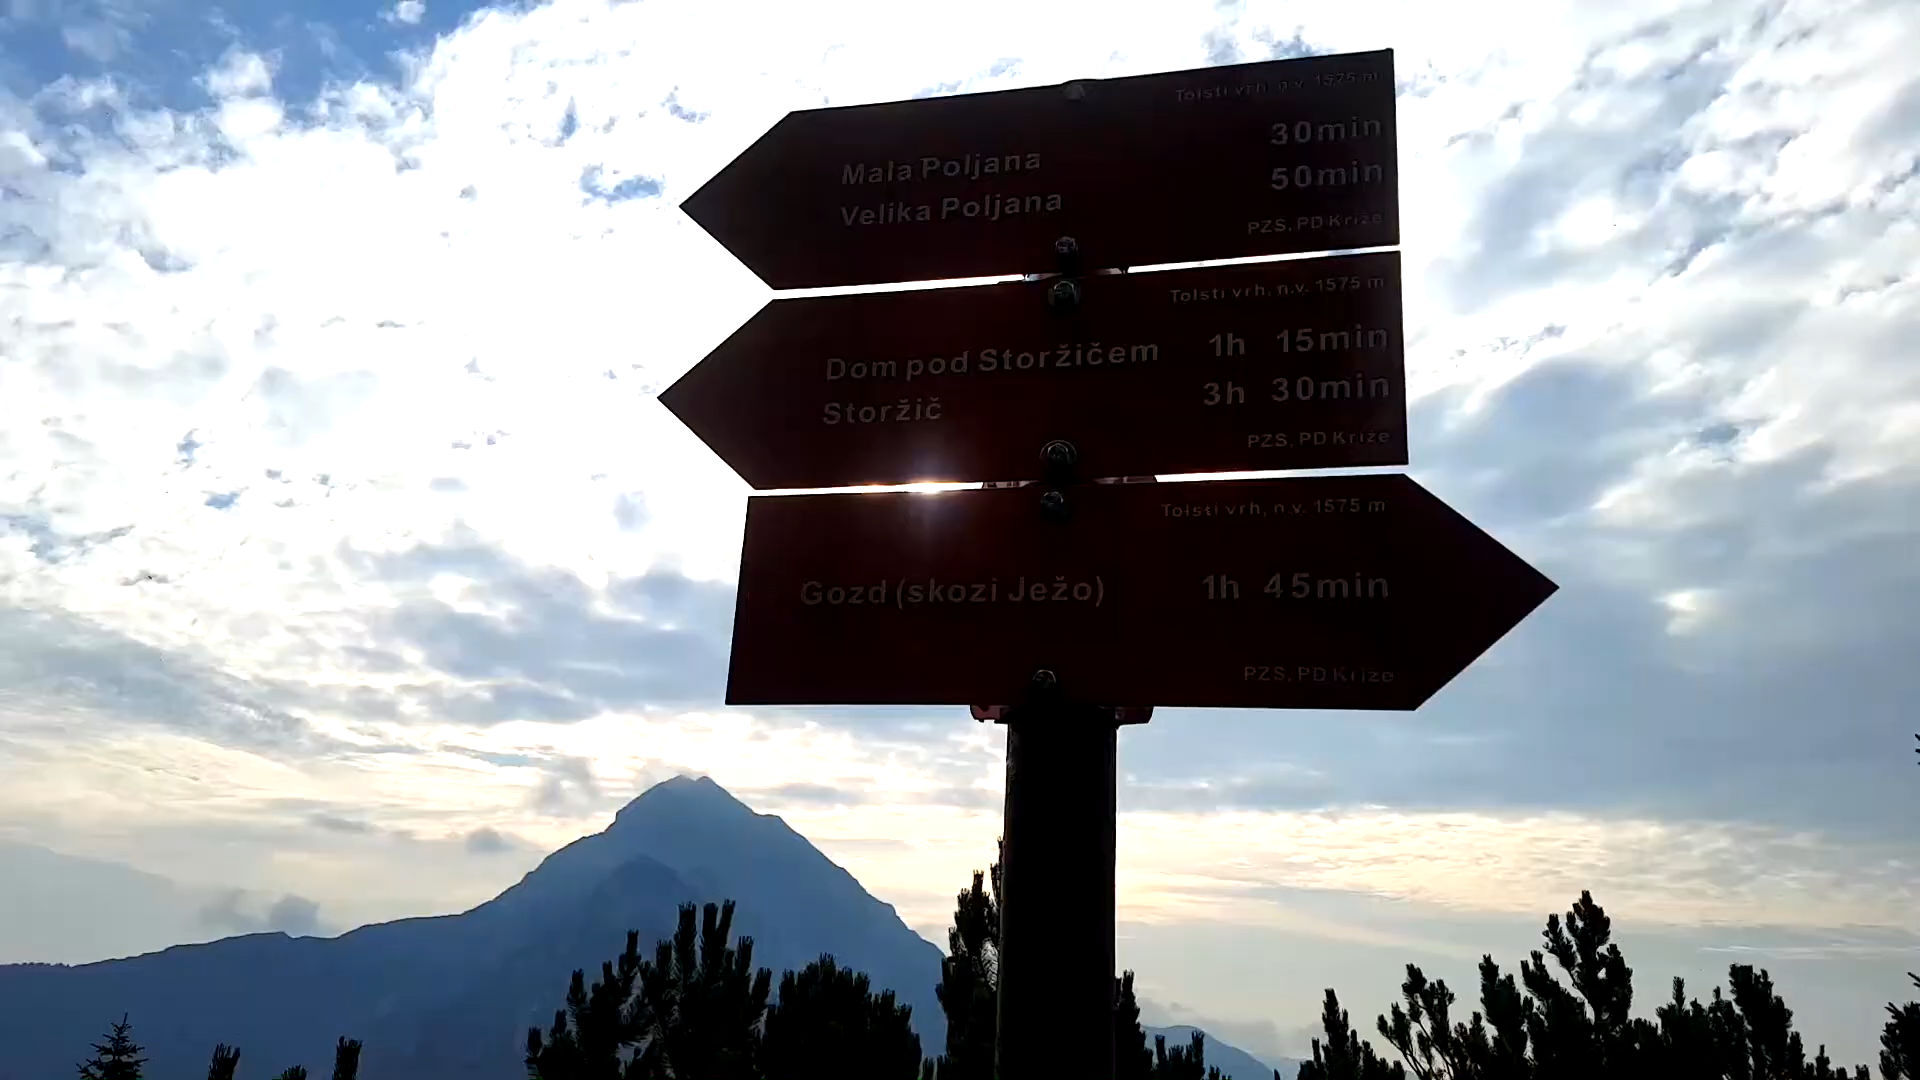 Tolsti vrh, n.v. 1575 m
Mala Poljana 30min
Velika Poljana 50min
PZS, PD Križe
Tolsti vrh, n.v. 1575 m
Dom pod Storžičem 1h 15min
Storžič 3h 30min
PZS, PD Križe
Tolsti vrh, n.v. 1575 m
Gozd (skozi Ježo) 1h 45min
PZS, PD Križe